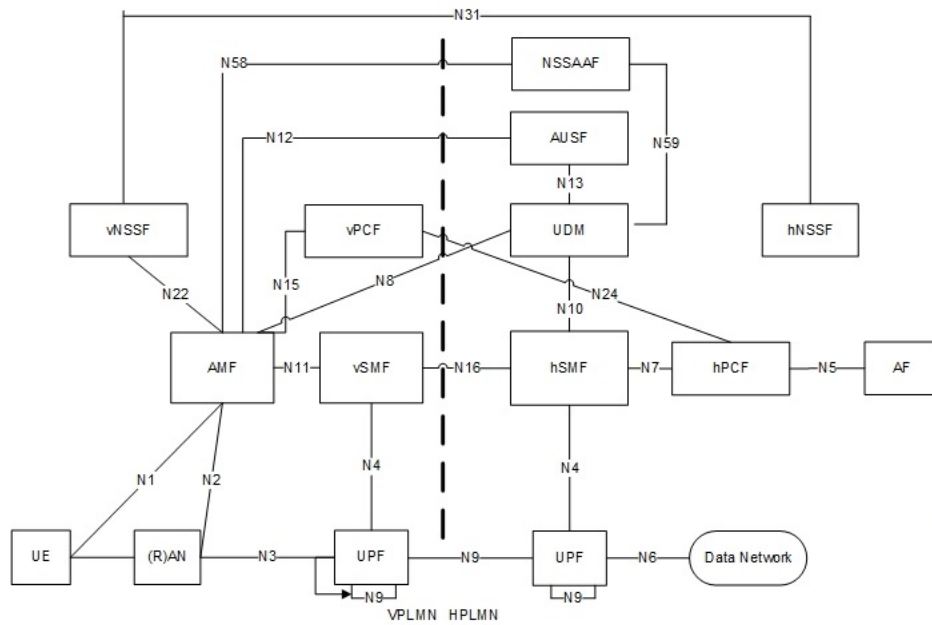 N31
N58
NSSAAF
N12
AUSF
N59
N13
vNSSF
vPCF
UDM
hNSSF
N22
N15
N8
N10
N24
AMF
N11
vSMF
N16
hSMF
N7
hPCF
N5
AF
N1
N2
N4
N4
UE
(R)AN
N3
UPF
N9
UPF
N6
Data Network
N9
N9
VPLMN HPLMN